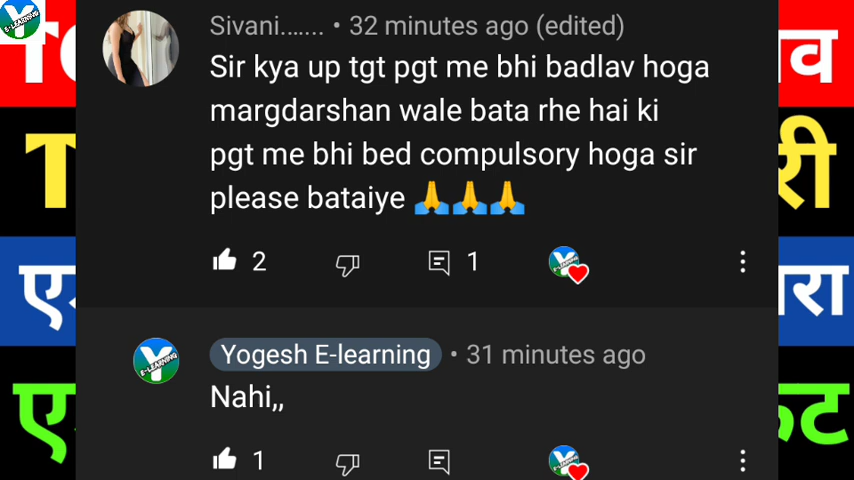 Sivani....... • 32 minutes ago (edited)
Sir kya up tgt pgt me bhi badlav hoga
margdarshan wale bata rhe hai ki
pgt me bhi bed compulsory hoga sir
please bataiye 🙏🙏🙏
2
1
Yogesh E-learning • 31 minutes ago
Nahi,,
1
Y
E-LEARNING